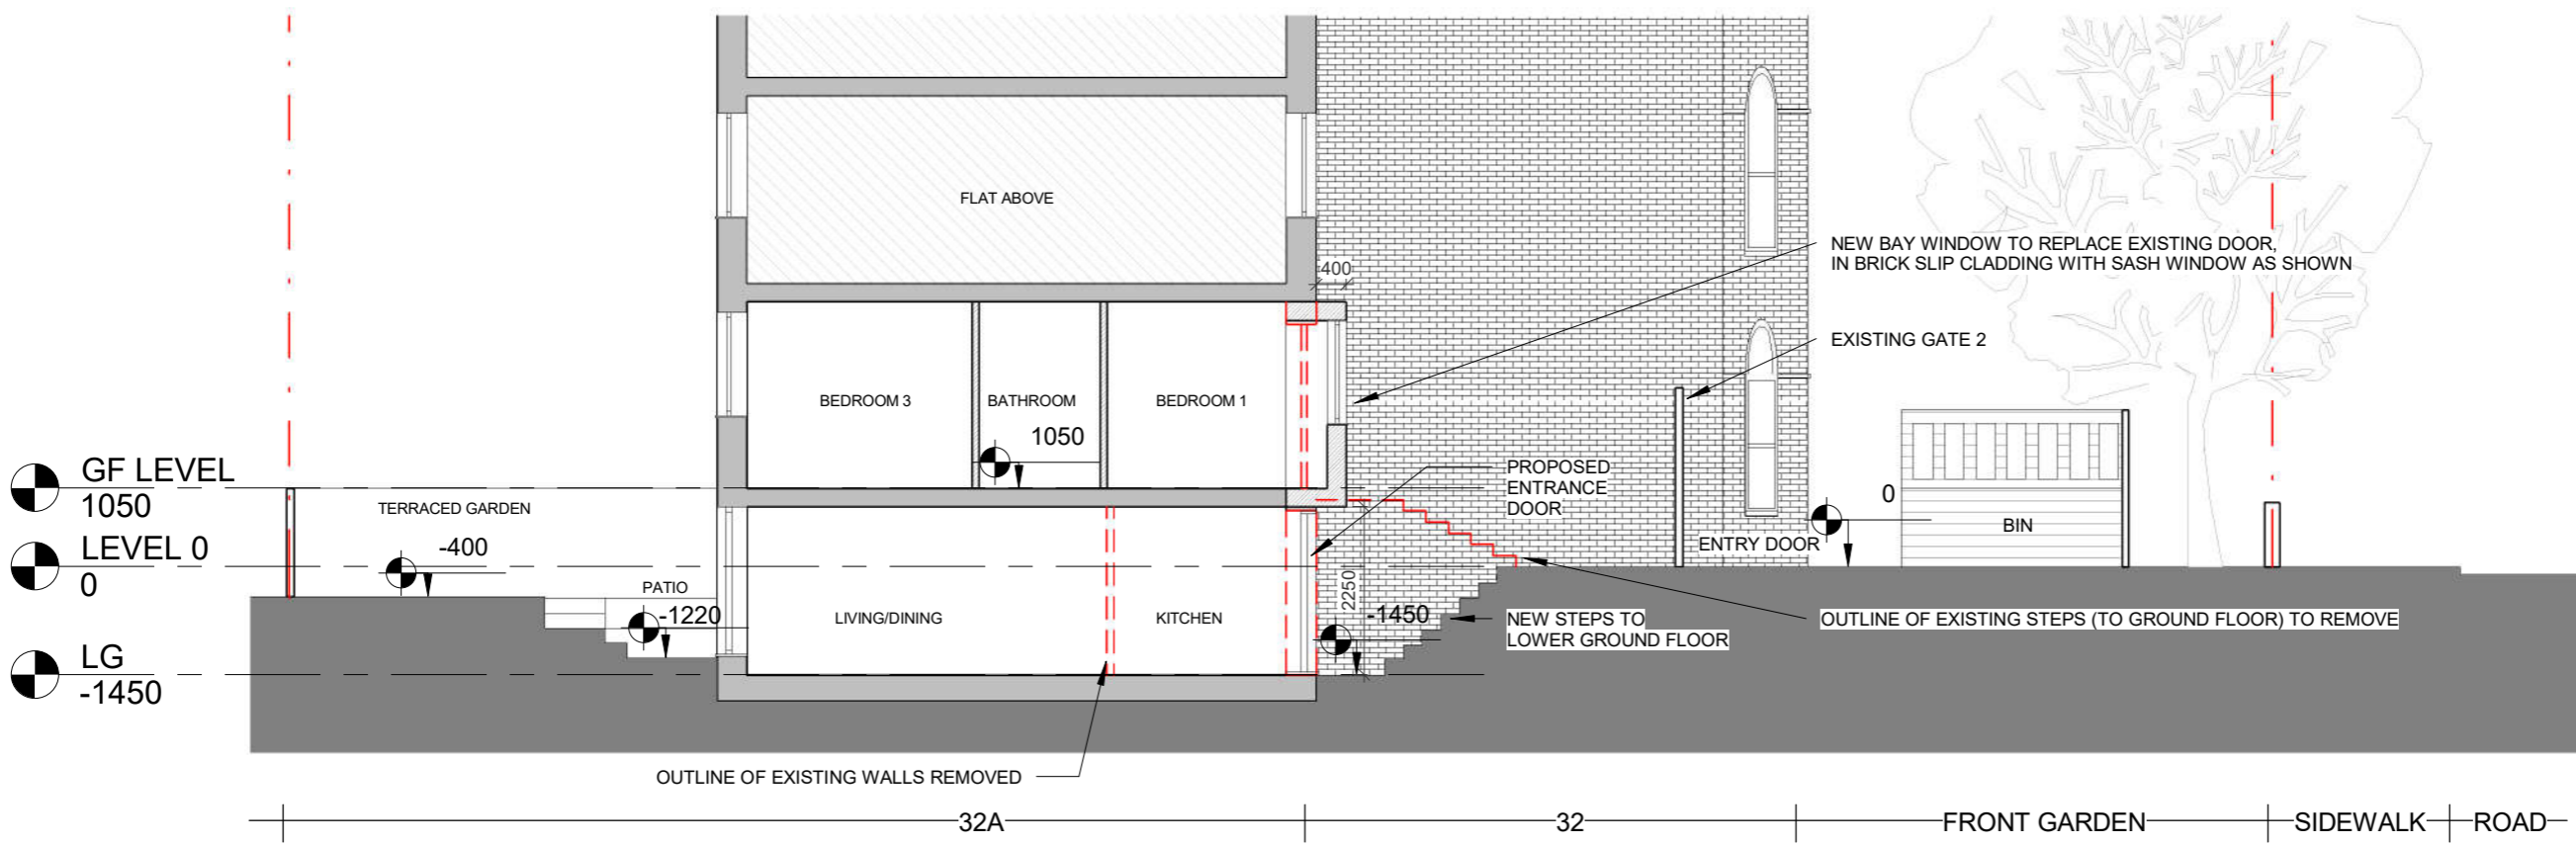 FLAT ABOVE
400
NEW BAY WINDOW TO REPLACE EXISTING DOOR,
IN BRICK SLIP CLADDING WITH SASH WINDOW AS SHOWN
EXISTING GATE 2
BEDROOM 3
BATHROOM
BEDROOM 1
1050
GF LEVEL
1050
TERRACED GARDEN
PROPOSED
ENTRANCE
DOOR
0
BIN
LEVEL 0
0
-400
ENTRY DOOR
PATIO
-1220
LIVING/DINING
KITCHEN
2250
-1450
NEW STEPS TO
LOWER GROUND FLOOR
OUTLINE OF EXISTING STEPS (TO GROUND FLOOR) TO REMOVE
LG
-1450
OUTLINE OF EXISTING WALLS REMOVED
32A
32
FRONT GARDEN
SIDEWALK
ROAD